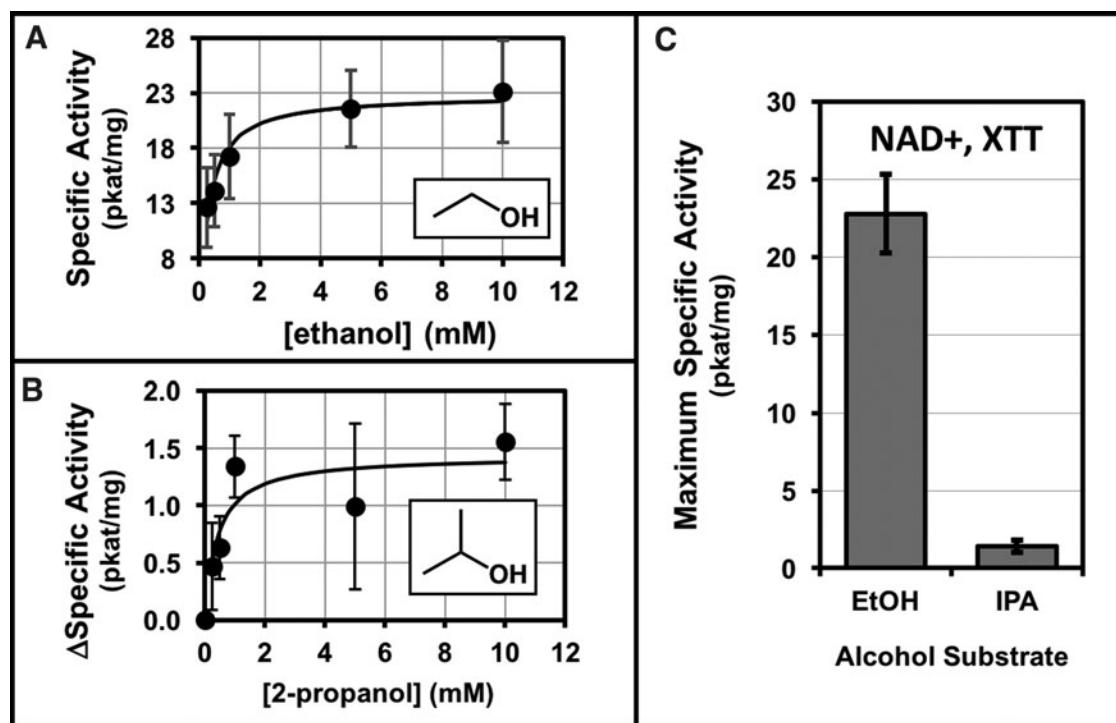 A
Specific Activity
(pkat/mg)
28
23
18
13
8
0 2 4 6 8 10 12
[ethanol] (mM)
OH
B
ΔSpecific Activity
(pkat/mg)
2.0
1.5
1.0
0.5
0.0
0 2 4 6 8 10 12
[2-propanol] (mM)
OH
C
Maximum Specific Activity
(pkat/mg)
30
25
20
15
10
5
0
NAD+, XTT
EtOH IPA
Alcohol Substrate